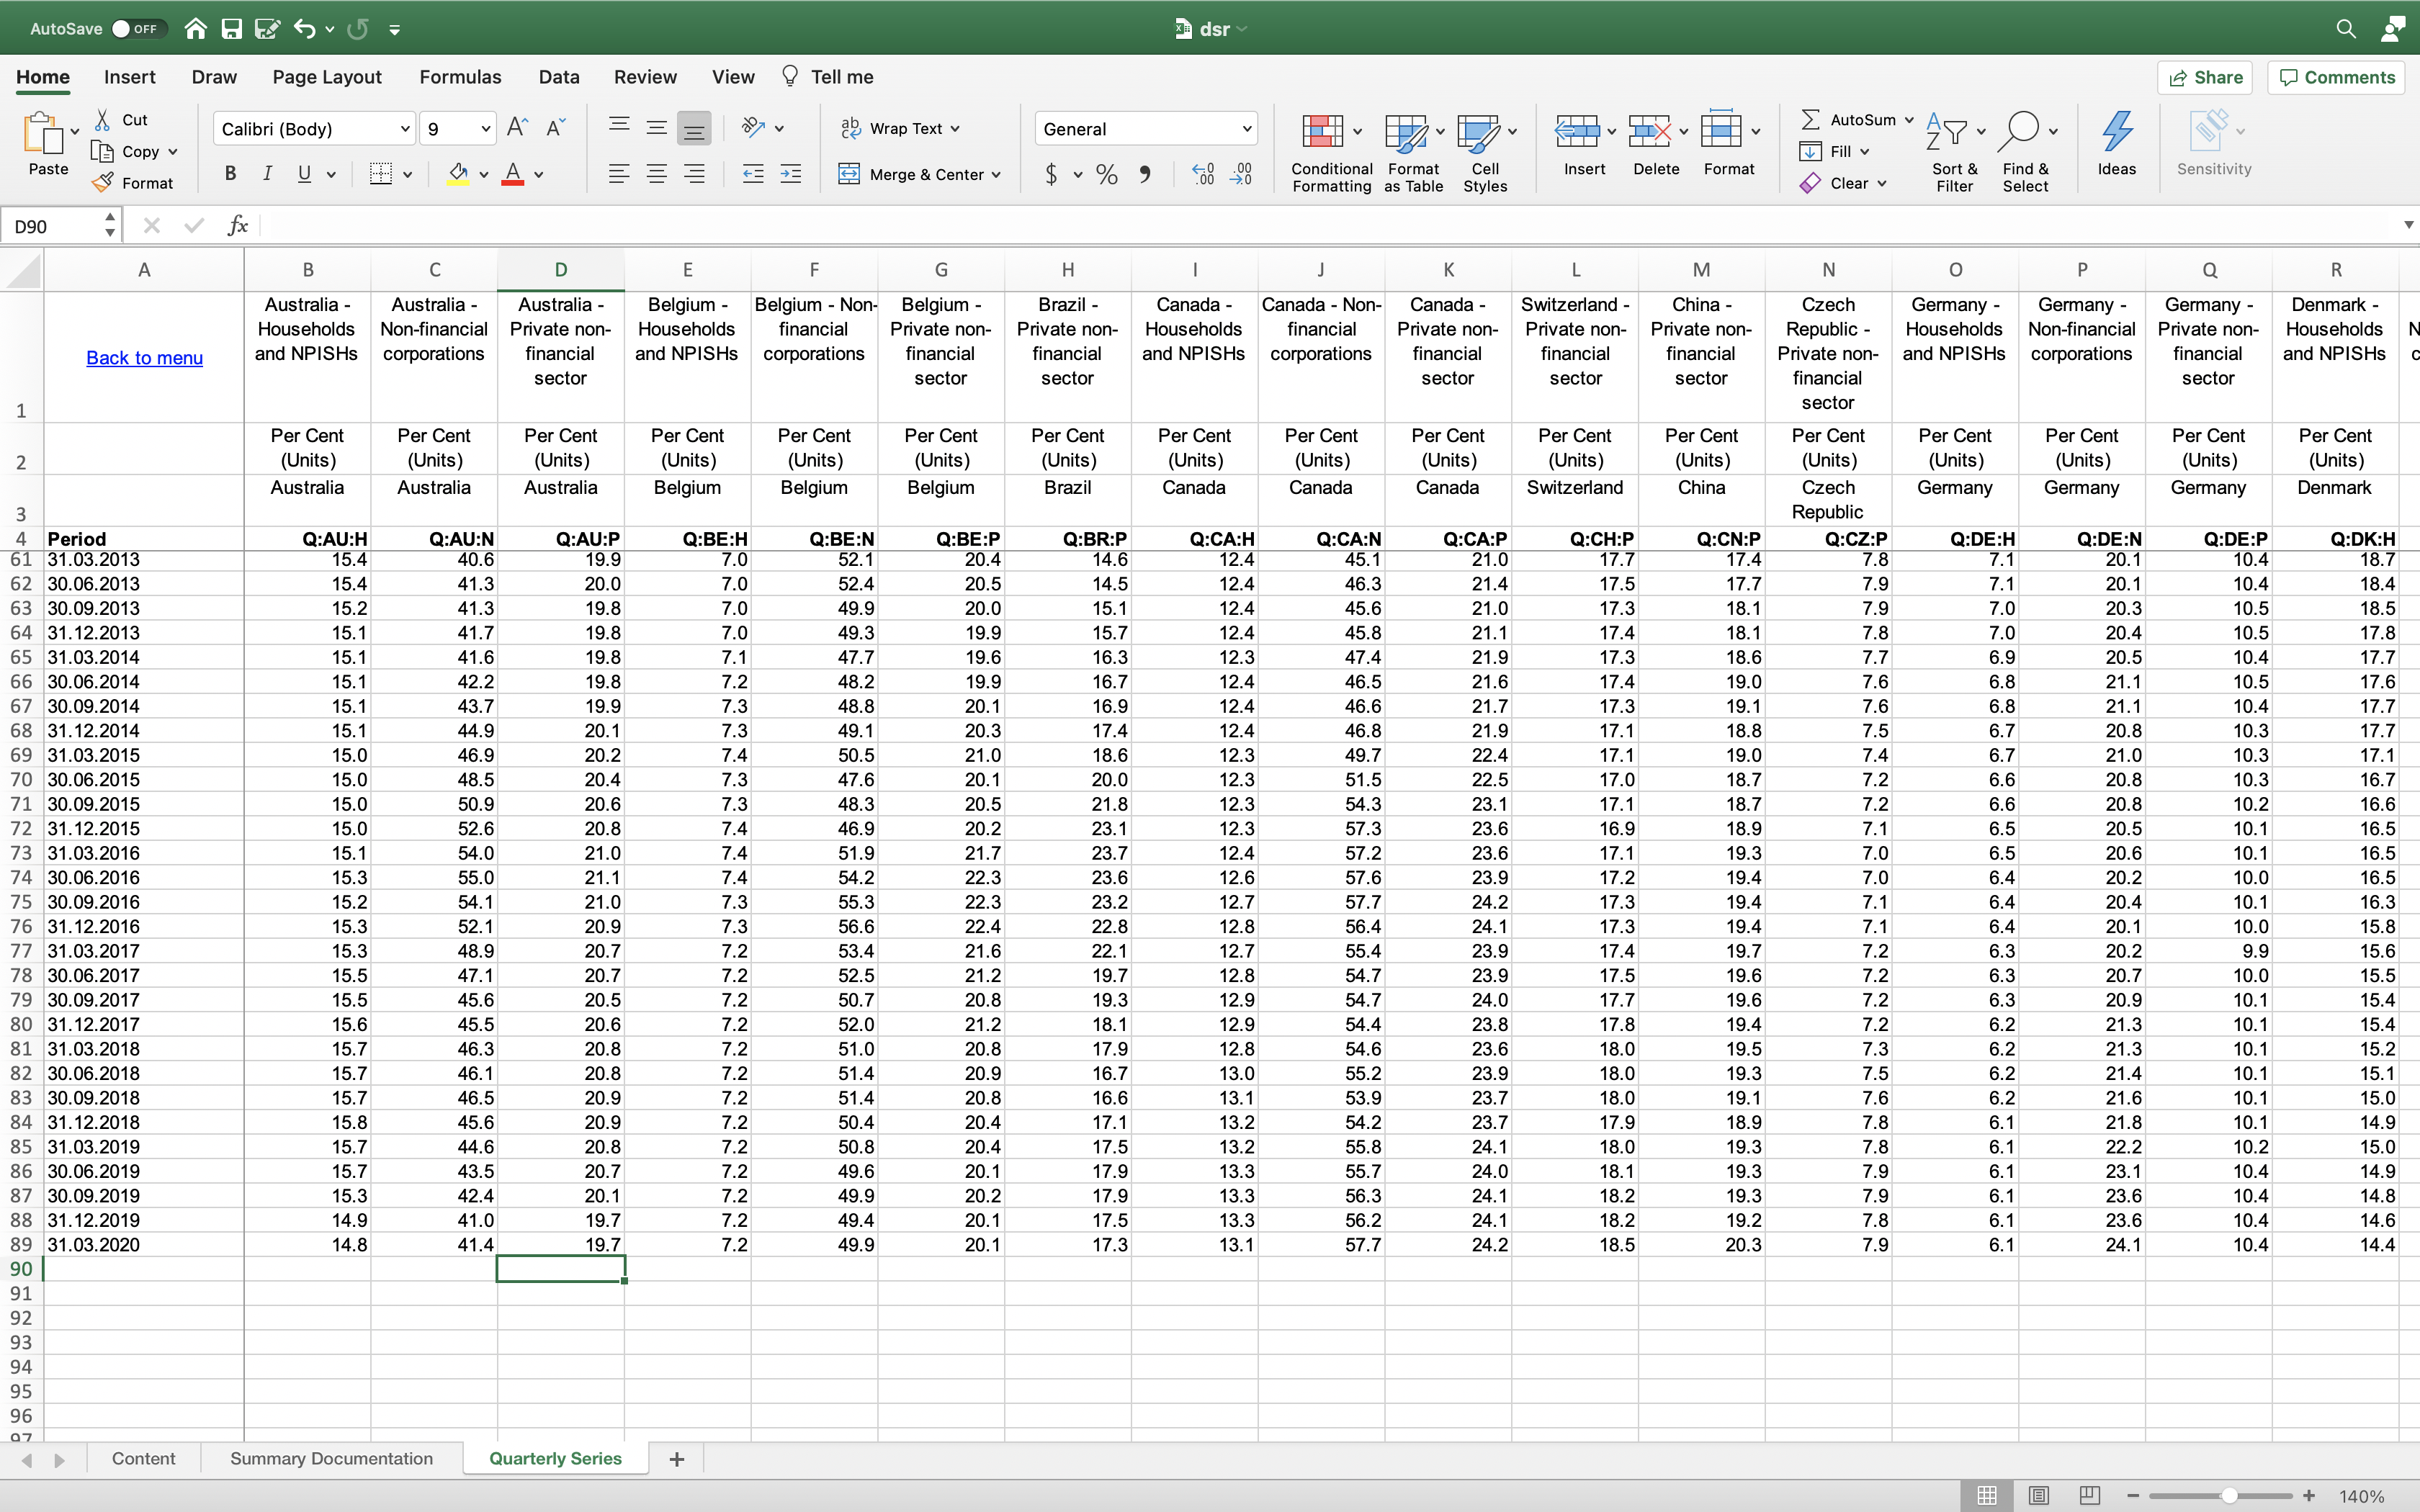 AutoSave OFF dsr
Home Insert Draw Page Layout Formulas Data Review View Tell me Share Comments
Paste Cut Copy Format Calibri (Body) 9 A A Wrap Text General Conditional Formatting Format as Table Cell Styles Insert Delete Format AutoSum Fill Clear Sort & Filter Find & Select Ideas Sensitivity
B I U A Merge & Center $ % 9 .00 .00
D90 fx
A B C D E F G H I J K L M N O P Q R
1 Back to menu Australia - Households and NPISHs Australia - Non-financial corporations Australia - Private non-financial sector Belgium - Households and NPISHs Belgium - Non-financial corporations Belgium - Private non-financial sector Brazil - Private non-financial sector Canada - Households and NPISHs Canada - Non-financial corporations Canada - Private non-financial sector Switzerland - Private non-financial sector China - Private non-financial sector Czech Republic - Private non-financial sector Germany - Households and NPISHs Germany - Non-financial corporations Germany - Private non-financial sector Denmark - Households and NPISHs
2 Per Cent (Units) Per Cent (Units) Per Cent (Units) Per Cent (Units) Per Cent (Units) Per Cent (Units) Per Cent (Units) Per Cent (Units) Per Cent (Units) Per Cent (Units) Per Cent (Units) Per Cent (Units) Per Cent (Units) Per Cent (Units) Per Cent (Units) Per Cent (Units) Per Cent (Units)
3 Australia Australia Australia Belgium Belgium Belgium Brazil Canada Canada Canada Switzerland China Czech Republic Germany Germany Germany Denmark
4 Period Q:AU:H Q:AU:N Q:AU:P Q:BE:H Q:BE:N Q:BE:P Q:BR:P Q:CA:H Q:CA:N Q:CA:P Q:CH:P Q:CN:P Q:CZ:P Q:DE:H Q:DE:N Q:DE:P Q:DK:H
61 31.03.2013 15.4 40.6 19.9 7.0 52.1 20.4 14.6 12.4 45.1 21.0 17.7 17.4 7.8 7.1 20.1 10.4 18.7
62 30.06.2013 15.4 41.3 20.0 7.0 52.4 20.5 14.5 12.4 46.3 21.4 17.5 17.7 7.9 7.1 20.1 10.4 18.4
63 30.09.2013 15.2 41.3 19.8 7.0 49.9 20.0 15.1 12.4 45.6 21.0 17.3 18.1 7.9 7.0 20.3 10.5 18.5
64 31.12.2013 15.1 41.7 19.8 7.0 49.3 19.9 15.7 12.4 45.8 21.1 17.4 18.1 7.8 7.0 20.4 10.5 17.8
65 31.03.2014 15.1 41.6 19.8 7.1 47.7 19.6 16.3 12.3 47.4 21.9 17.3 18.6 7.7 6.9 20.5 10.4 17.7
66 30.06.2014 15.1 42.2 19.8 7.2 48.2 19.9 16.7 12.4 46.5 21.6 17.4 19.0 7.6 6.8 21.1 10.5 17.6
67 30.09.2014 15.1 43.7 19.9 7.3 48.8 20.1 16.9 12.4 46.6 21.7 17.3 19.1 7.6 6.8 21.1 10.4 17.7
68 31.12.2014 15.1 44.9 20.1 7.3 49.1 20.3 17.4 12.4 46.8 21.9 17.1 18.8 7.5 6.7 20.8 10.3 17.7
69 31.03.2015 15.0 46.9 20.2 7.4 50.5 21.0 18.6 12.3 49.7 22.4 17.1 19.0 7.4 6.7 21.0 10.3 17.1
70 30.06.2015 15.0 48.5 20.4 7.3 47.6 20.1 20.0 12.3 51.5 22.5 17.0 18.7 7.2 6.6 20.8 10.3 16.7
71 30.09.2015 15.0 50.9 20.6 7.3 48.3 20.5 21.8 12.3 54.3 23.1 17.1 18.7 7.2 6.6 20.8 10.2 16.6
72 31.12.2015 15.0 52.6 20.8 7.4 46.9 20.2 23.1 12.3 57.3 23.6 16.9 18.9 7.1 6.5 20.5 10.1 16.5
73 31.03.2016 15.1 54.0 21.0 7.4 51.9 21.7 23.7 12.4 57.2 23.6 17.1 19.3 7.0 6.5 20.6 10.1 16.5
74 30.06.2016 15.3 55.0 21.1 7.4 54.2 22.3 23.6 12.6 57.6 23.9 17.2 19.4 7.0 6.4 20.2 10.0 16.5
75 30.09.2016 15.2 54.1 21.0 7.3 55.3 22.3 23.2 12.7 57.7 24.2 17.3 19.4 7.1 6.4 20.4 10.1 16.3
76 31.12.2016 15.3 52.1 20.9 7.3 56.6 22.4 22.8 12.8 56.4 24.1 17.3 19.4 7.1 6.4 20.1 10.0 15.8
77 31.03.2017 15.3 48.9 20.7 7.2 53.4 21.6 22.1 12.7 55.4 23.9 17.4 19.7 7.2 6.3 20.2 9.9 15.6
78 30.06.2017 15.5 47.1 20.7 7.2 52.5 21.2 19.7 12.8 54.7 23.9 17.5 19.6 7.2 6.3 20.7 10.0 15.5
79 30.09.2017 15.5 45.6 20.5 7.2 50.7 20.8 19.3 12.9 54.7 24.0 17.7 19.6 7.2 6.3 20.9 10.1 15.4
80 31.12.2017 15.6 45.5 20.6 7.2 52.0 21.2 18.1 12.9 54.4 23.8 17.8 19.4 7.2 6.2 21.3 10.1 15.4
81 31.03.2018 15.7 46.3 20.8 7.2 51.0 20.8 17.9 12.8 54.6 23.6 18.0 19.5 7.3 6.2 21.3 10.1 15.2
82 30.06.2018 15.7 46.1 20.8 7.2 51.4 20.9 16.7 13.0 55.2 23.9 18.0 19.3 7.5 6.2 21.4 10.1 15.1
83 30.09.2018 15.7 46.5 20.9 7.2 51.4 20.8 16.6 13.1 53.9 23.7 18.0 19.1 7.6 6.2 21.6 10.1 15.0
84 31.12.2018 15.8 45.6 20.9 7.2 50.4 20.4 17.1 13.2 54.2 23.7 17.9 18.9 7.8 6.1 21.8 10.1 14.9
85 31.03.2019 15.7 44.6 20.8 7.2 50.8 20.4 17.5 13.2 55.8 24.1 18.0 19.3 7.8 6.1 22.2 10.2 15.0
86 30.06.2019 15.7 43.5 20.7 7.2 49.6 20.1 17.9 13.3 55.7 24.0 18.1 19.3 7.9 6.1 23.1 10.4 14.9
87 30.09.2019 15.3 42.4 20.1 7.2 49.9 20.2 17.9 13.3 56.3 24.1 18.2 19.3 7.9 6.1 23.6 10.4 14.8
88 31.12.2019 14.9 41.0 19.7 7.2 49.4 20.1 17.5 13.3 56.2 24.1 18.2 19.2 7.8 6.1 23.6 10.4 14.6
89 31.03.2020 14.8 41.4 19.7 7.2 49.9 20.1 17.3 13.1 57.7 24.2 18.5 20.3 7.9 6.1 24.1 10.4 14.4
90
91
92
93
94
95
96
97
Content Summary Documentation Quarterly Series +
140%